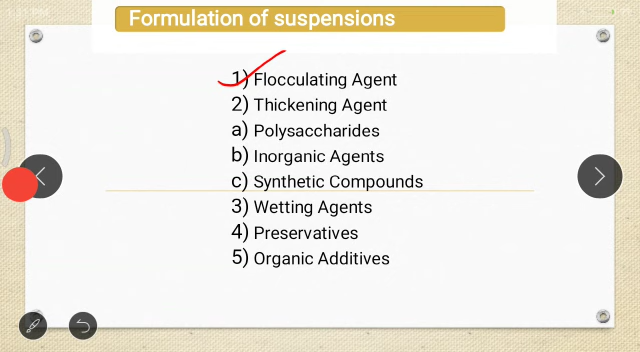 Formulation of suspensions
1) Flocculating Agent
2) Thickening Agent
a) Polysaccharides
b) Inorganic Agents
c) Synthetic Compounds
3) Wetting Agents
4) Preservatives
5) Organic Additives